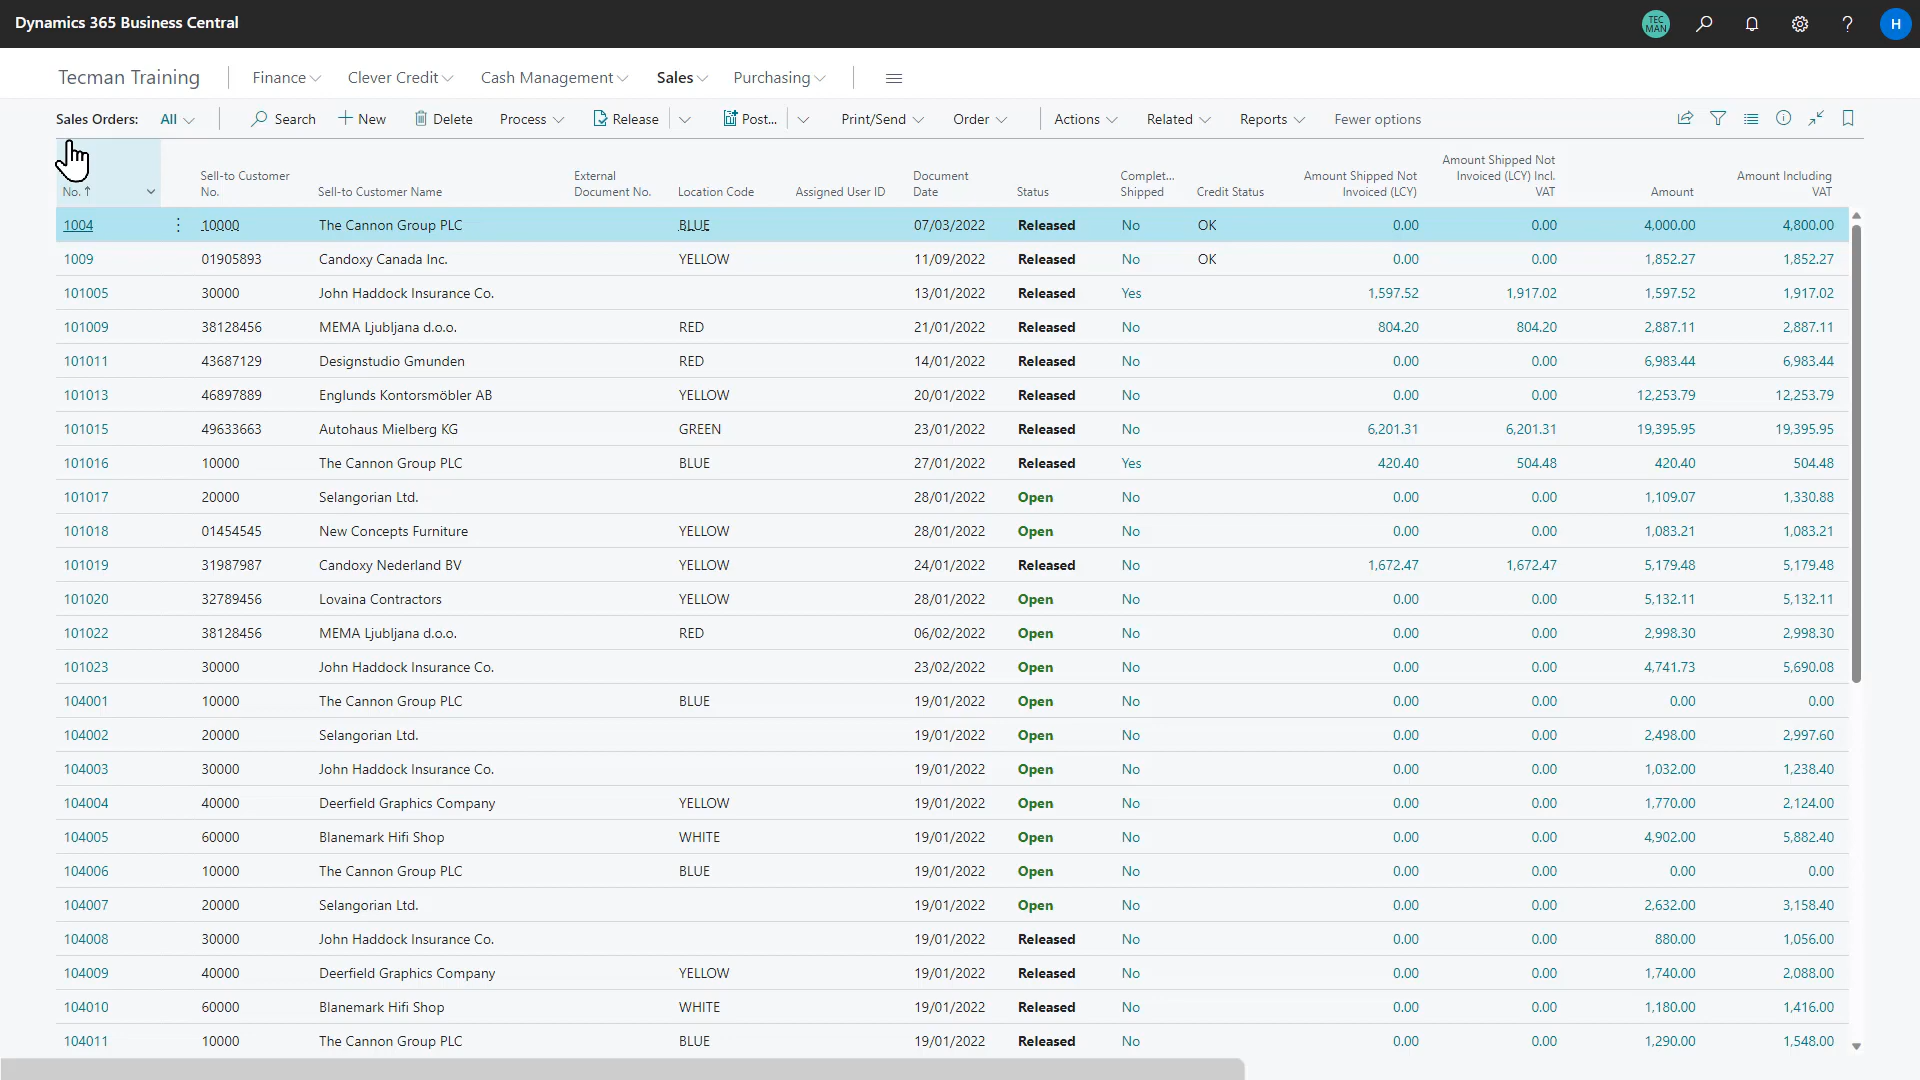 Dynamics 365 Business Central
TEC MAN
?
H
Tecman Training Finance Clever Credit Cash Management Sales Purchasing
Sales Orders: All Search New Delete Process Release Post... Print/Send Order Actions Related Reports Fewer options
No. ↑ Sell-to Customer No. Sell-to Customer Name External Document No. Location Code Assigned User ID Document Date Status Complet... Shipped Credit Status Amount Shipped Not Invoiced (LCY) Amount Shipped Not Invoiced (LCY) Incl. VAT Amount Amount Including VAT
1004 10000 The Cannon Group PLC BLUE 07/03/2022 Released No OK 0.00 0.00 4,000.00 4,800.00
1009 01905893 Candoxy Canada Inc. YELLOW 11/09/2022 Released No OK 0.00 0.00 1,852.27 1,852.27
101005 30000 John Haddock Insurance Co. 13/01/2022 Released Yes 1,597.52 1,917.02 1,597.52 1,917.02
101009 38128456 MEMA Ljubljana d.o.o. RED 21/01/2022 Released No 804.20 804.20 2,887.11 2,887.11
101011 43687129 Designstudio Gmunden RED 14/01/2022 Released No 0.00 0.00 6,983.44 6,983.44
101013 46897889 Englunds Kontorsmöbler AB YELLOW 20/01/2022 Released No 0.00 0.00 12,253.79 12,253.79
101015 49633663 Autohaus Mielberg KG GREEN 23/01/2022 Released No 6,201.31 6,201.31 19,395.95 19,395.95
101016 10000 The Cannon Group PLC BLUE 27/01/2022 Released Yes 420.40 504.48 420.40 504.48
101017 20000 Selangorian Ltd. 28/01/2022 Open No 0.00 0.00 1,109.07 1,330.88
101018 01454545 New Concepts Furniture YELLOW 28/01/2022 Open No 0.00 0.00 1,083.21 1,083.21
101019 31987987 Candoxy Nederland BV YELLOW 24/01/2022 Released No 1,672.47 1,672.47 5,179.48 5,179.48
101020 32789456 Lovaina Contractors YELLOW 28/01/2022 Open No 0.00 0.00 5,132.11 5,132.11
101022 38128456 MEMA Ljubljana d.o.o. RED 06/02/2022 Open No 0.00 0.00 2,998.30 2,998.30
101023 30000 John Haddock Insurance Co. 23/02/2022 Open No 0.00 0.00 4,741.73 5,690.08
104001 10000 The Cannon Group PLC BLUE 19/01/2022 Open No 0.00 0.00 0.00 0.00
104002 20000 Selangorian Ltd. 19/01/2022 Open No 0.00 0.00 2,498.00 2,997.60
104003 30000 John Haddock Insurance Co. 19/01/2022 Open No 0.00 0.00 1,032.00 1,238.40
104004 40000 Deerfield Graphics Company YELLOW 19/01/2022 Open No 0.00 0.00 1,770.00 2,124.00
104005 60000 Blanemark Hifi Shop WHITE 19/01/2022 Open No 0.00 0.00 4,902.00 5,882.40
104006 10000 The Cannon Group PLC BLUE 19/01/2022 Open No 0.00 0.00 0.00 0.00
104007 20000 Selangorian Ltd. 19/01/2022 Open No 0.00 0.00 2,632.00 3,158.40
104008 30000 John Haddock Insurance Co. 19/01/2022 Released No 0.00 0.00 880.00 1,056.00
104009 40000 Deerfield Graphics Company YELLOW 19/01/2022 Released No 0.00 0.00 1,740.00 2,088.00
104010 60000 Blanemark Hifi Shop WHITE 19/01/2022 Released No 0.00 0.00 1,180.00 1,416.00
104011 10000 The Cannon Group PLC BLUE 19/01/2022 Released No 0.00 0.00 1,290.00 1,548.00